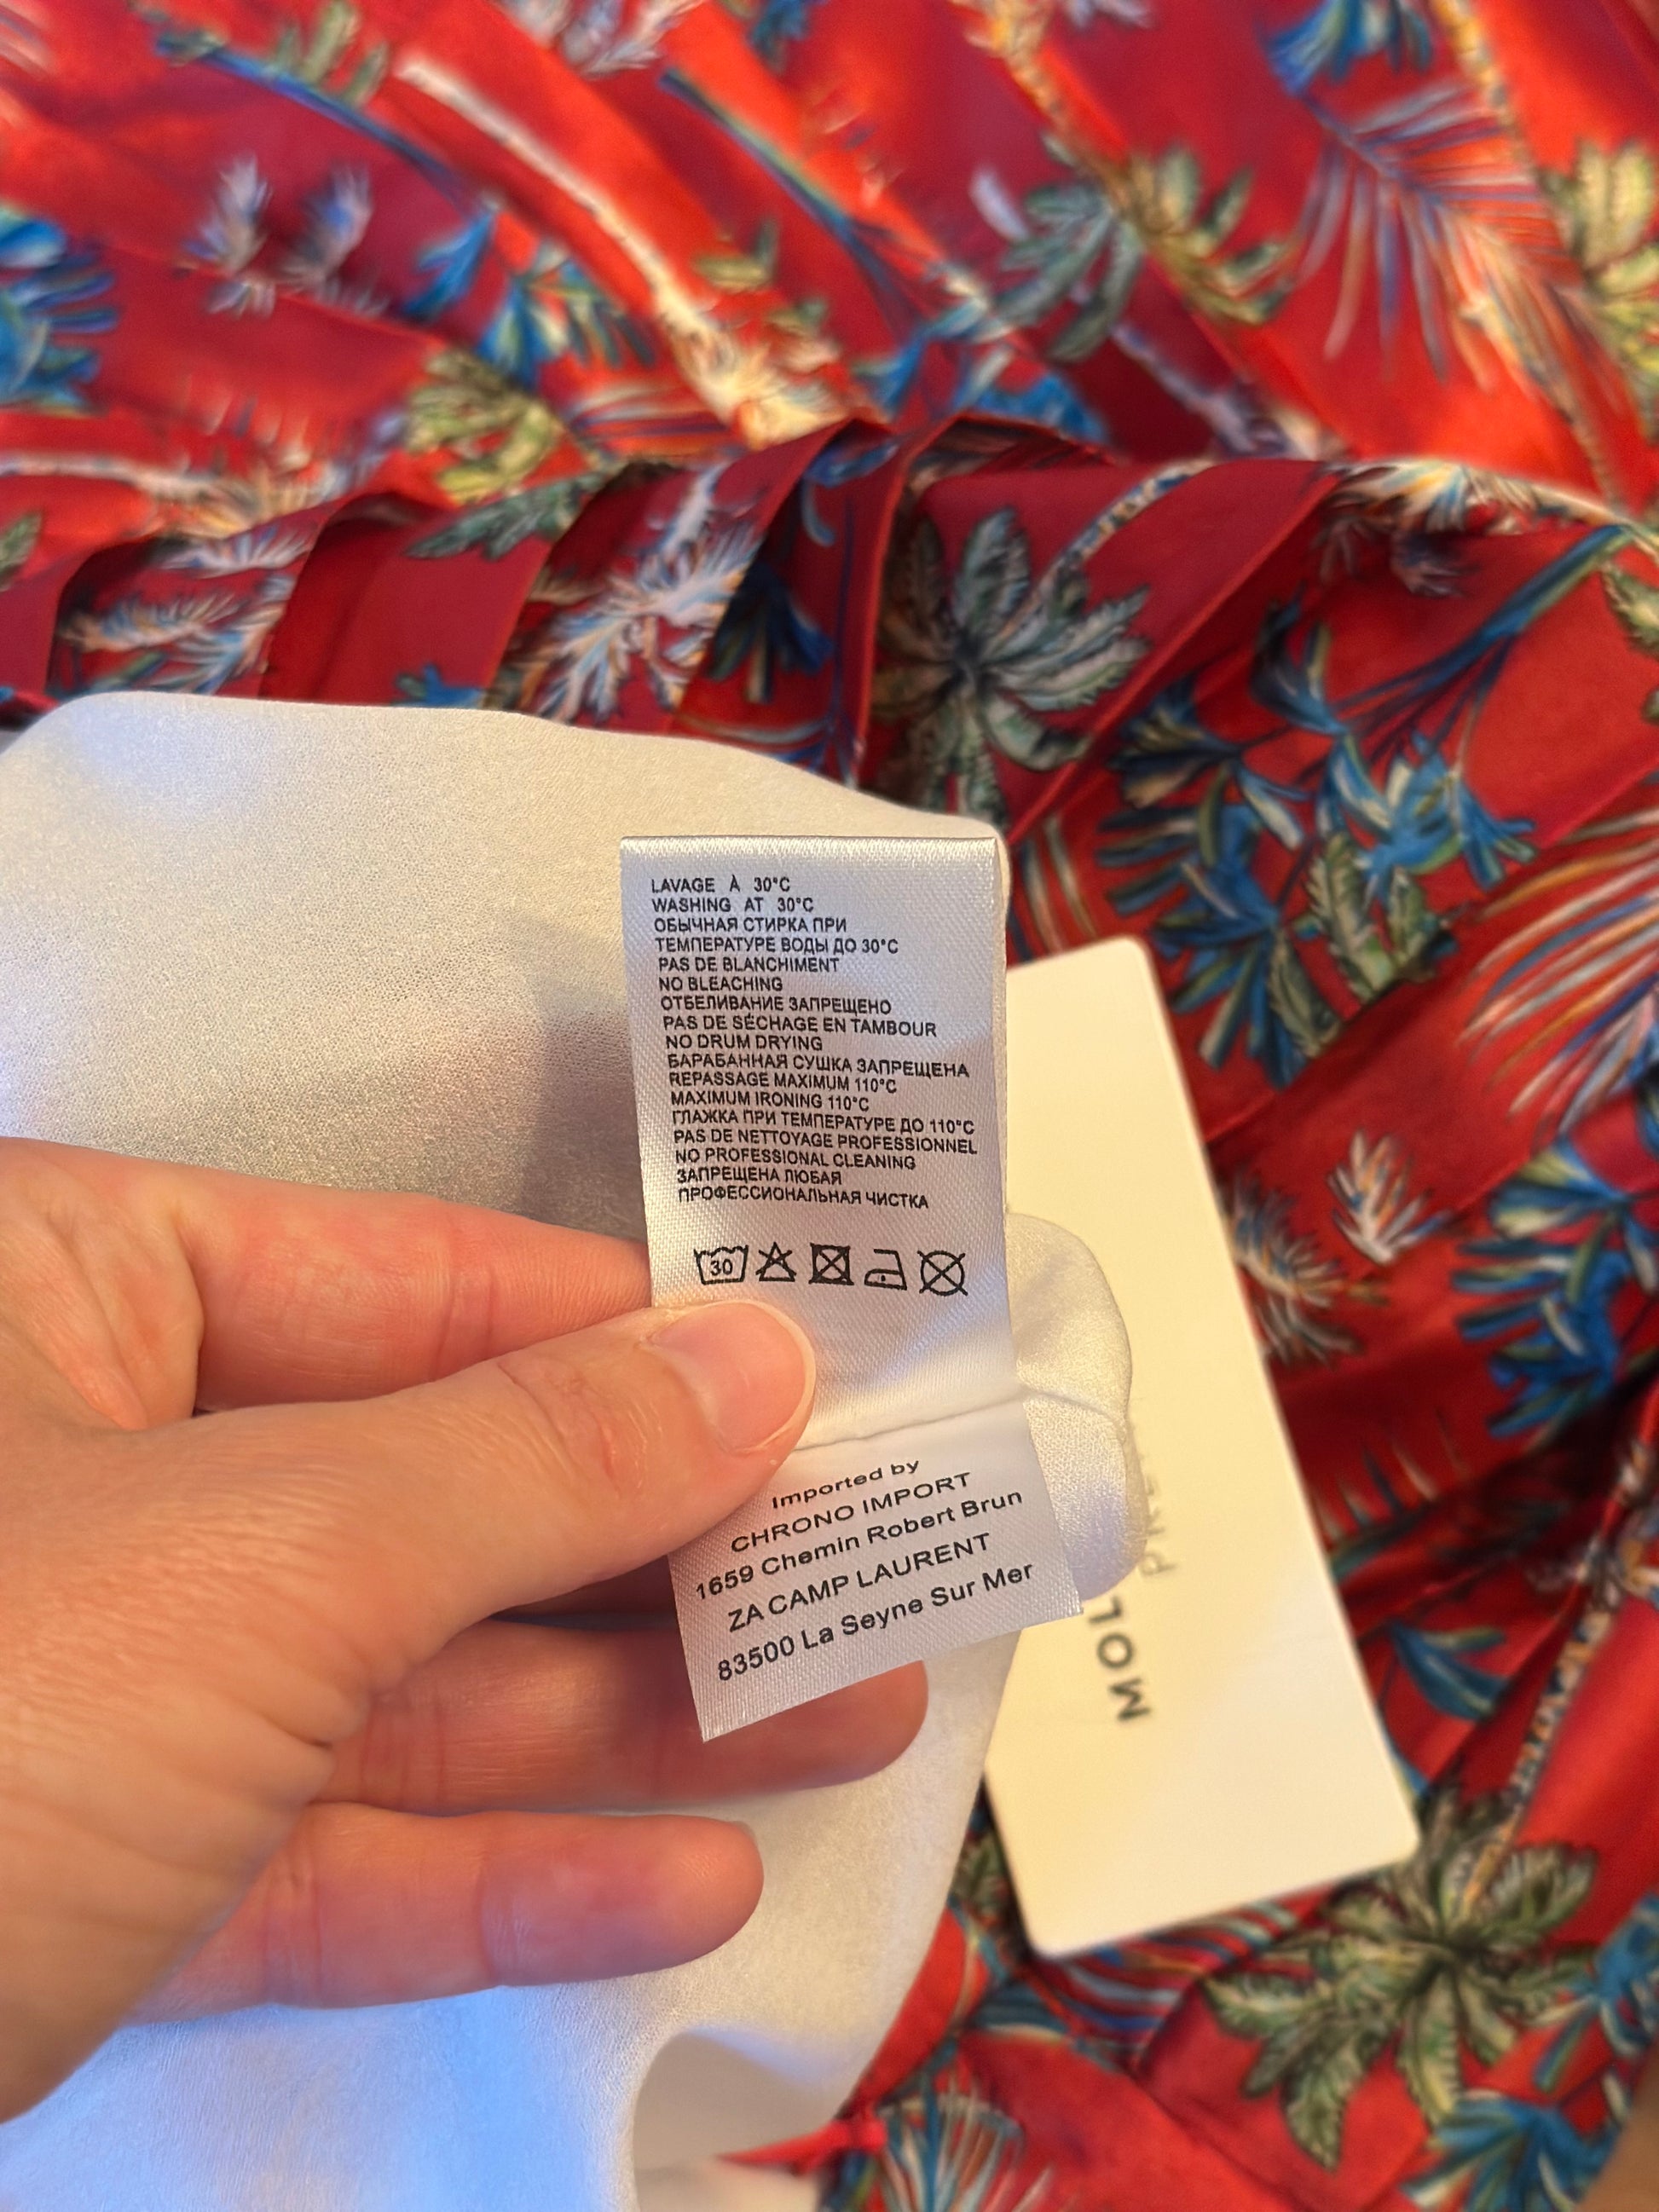 LAVAGE À 30°C
WASHING AT 30°C
ОБЫЧНАЯ СТИРКА ПРИ
ТЕМПЕРАТУРЕ ВОДЫ ДО 30°C
PAS DE BLANCHIMENT
NO BLEACHING
ОТБЕЛИВАНИЕ ЗАПРЕЩЕНО
PAS DE SÉCHAGE EN TAMBOUR
NO DRUM DRYING
БАРАБАННАЯ СУШКА ЗАПРЕЩЕНА
REPASSAGE MAXIMUM 110°C
MAXIMUM IRONING 110°C
ГЛАЖКА ПРИ ТЕМПЕРАТУРЕ ДО 110°C
PAS DE NETTOYAGE PROFESSIONNEL
NO PROFESSIONAL CLEANING
ЗАПРЕЩЕНА ЛЮБАЯ
ПРОФЕССИОНАЛЬНАЯ ЧИСТКА
30
Imported by
CHRONO IMPORT
1659 Chemin Robert Brun
ZA CAMP LAURENT
83500 La Seyne Sur Mer